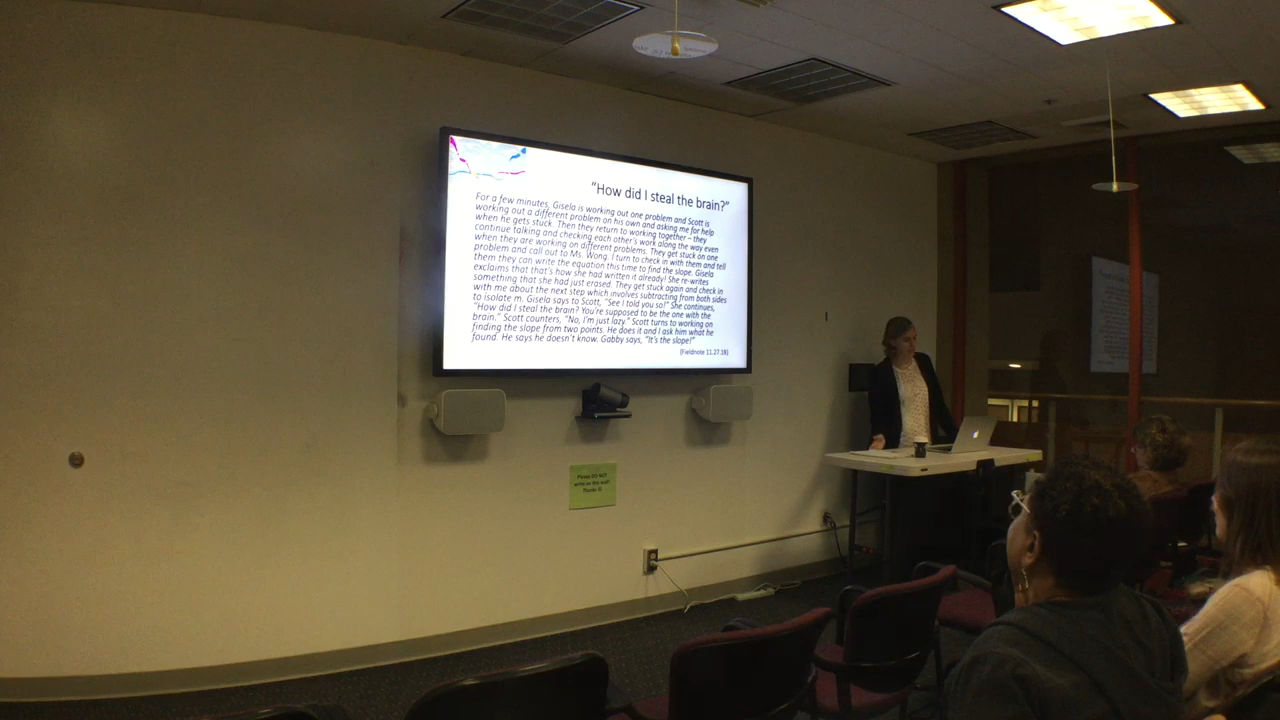 "How did I steal the brain?"
For a few minutes, Gisela is working out one problem and Scott is
working out a different problem on his own and asking me for help
when he gets stuck. Then they return to working together – they
continue talking and checking each other's work along the way even
when they are working on different problems. They get stuck on one
problem and call out to Ms. Wong. I turn to check in with them and tell
them they can write the equation this time to find the slope. Gisela
exclaims that that's how she had written it already! She re-writes
something that she had just erased. They get stuck again and check in
with me about the next step which involves subtracting from both sides
to isolate m. Gisela says to Scott, "See I told you so!" She continues,
"How did I steal the brain? You're supposed to be the one with the
brain." Scott counters, "No, I'm just lazy." Scott turns to working on
finding the slope from two points. He does it and I ask him what he
found. He says he doesn't know. Gabby says, "It's the slope!"
(Fieldnote 11.27.18)
Please DO NOT
write on this wall!
Thanks